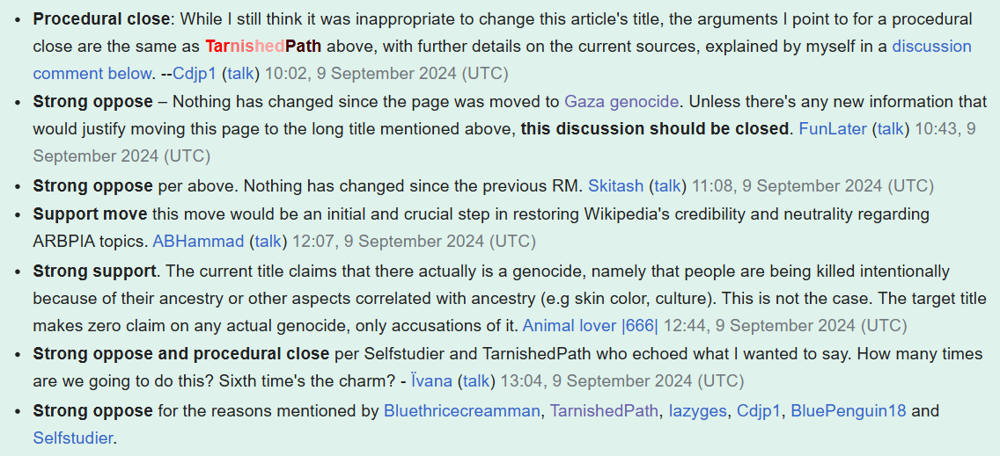 • Procedural close: While I still think it was inappropriate to change this article's title, the arguments I point to for a procedural
close are the same as TarnishedPath above, with further details on the current sources, explained by myself in a discussion
comment below. --Cdjp1 (talk) 10:02, 9 September 2024 (UTC)
• Strong oppose – Nothing has changed since the page was moved to Gaza genocide. Unless there's any new information that
would justify moving this page to the long title mentioned above, this discussion should be closed. FunLater (talk) 10:43, 9
September 2024 (UTC)
• Strong oppose per above. Nothing has changed since the previous RM. Skitash (talk) 11:08, 9 September 2024 (UTC)
• Support move this move would be an initial and crucial step in restoring Wikipedia's credibility and neutrality regarding
ARBPIA topics. ABHammad (talk) 12:07, 9 September 2024 (UTC)
• Strong support. The current title claims that there actually is a genocide, namely that people are being killed intentionally
because of their ancestry or other aspects correlated with ancestry (e.g skin color, culture). This is not the case. The target title
makes zero claim on any actual genocide, only accusations of it. Animal lover |666| 12:44, 9 September 2024 (UTC)
• Strong oppose and procedural close per Selfstudier and TarnishedPath who echoed what I wanted to say. How many times
are we going to do this? Sixth time's the charm? - Ïvana (talk) 13:04, 9 September 2024 (UTC)
• Strong oppose for the reasons mentioned by Bluethricecreamman, TarnishedPath, lazyges, Cdjp1, BluePenguin18 and
Selfstudier.